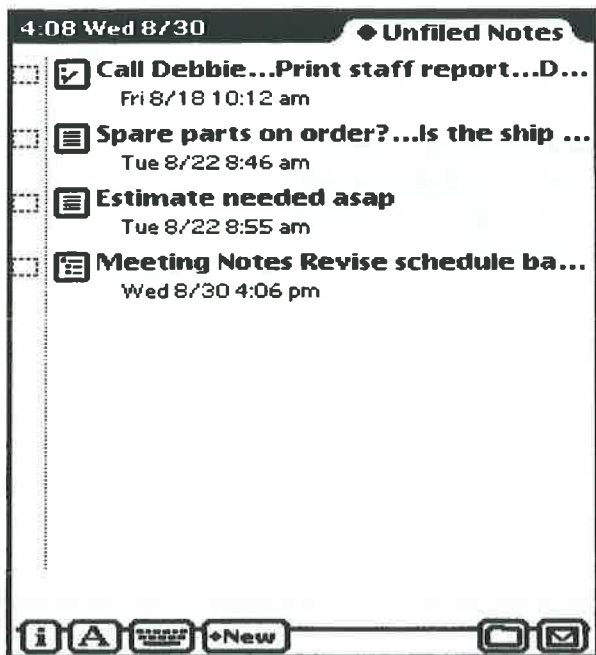 4:08 Wed 8/30
◆Unfiled Notes
Call Debbie...Print staff report...D...
Fri 8/18 10:12 am
Spare parts on order?...Is the ship ...
Tue 8/22 8:46 am
Estimate needed asap
Tue 8/22 8:55 am
Meeting Notes Revise schedule ba...
Wed 8/30 4:06 pm
i A ◆New